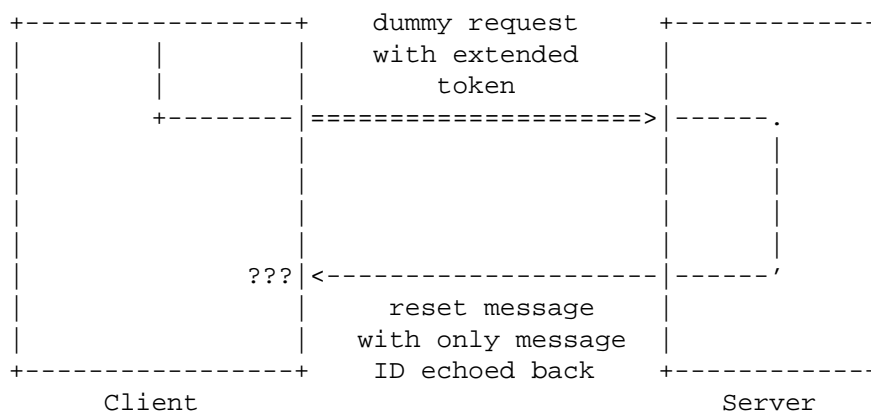 dummy request
with extended
token
???
reset message
with only message
ID echoed back
Client
Server